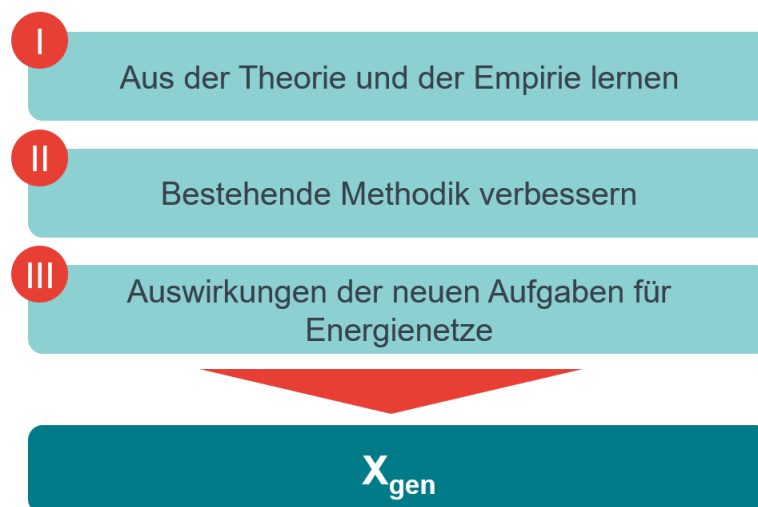 I
Aus der Theorie und der Empirie lernen
II
Bestehende Methodik verbessern
III
Auswirkungen der neuen Aufgaben für
Energienetze
Xgen